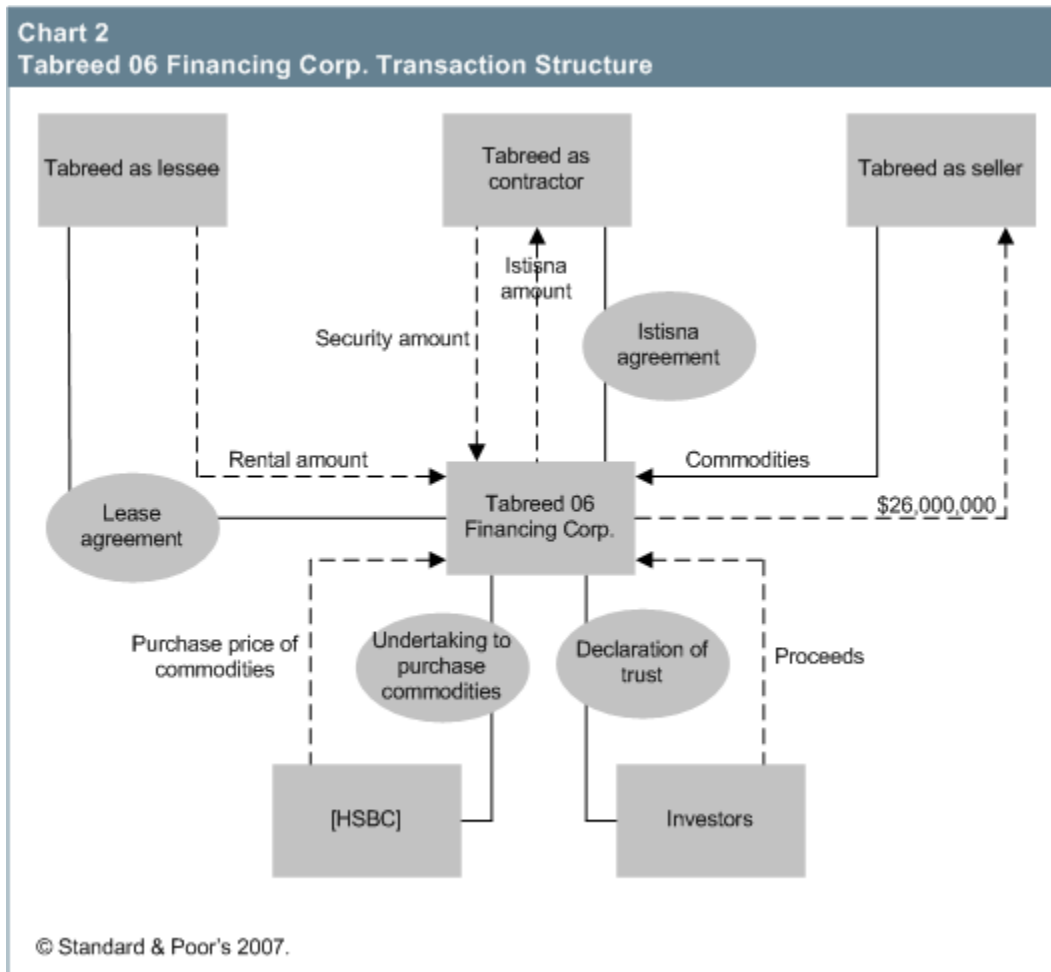 Chart 2
Tabreed 06 Financing Corp. Transaction Structure
Tabreed as lessee
Tabreed as
contractor
Tabreed as seller
Istisna
amount
Security amount
Istisna
agreement
Rental amount
Commodities
Lease
agreement
Tabreed 06
Financing Corp.
$26,000,000
Purchase price of
commodities
Undertaking to
purchase
commodities
Declaration of
trust
Proceeds
[HSBC]
Investors
© Standard & Poor's 2007.